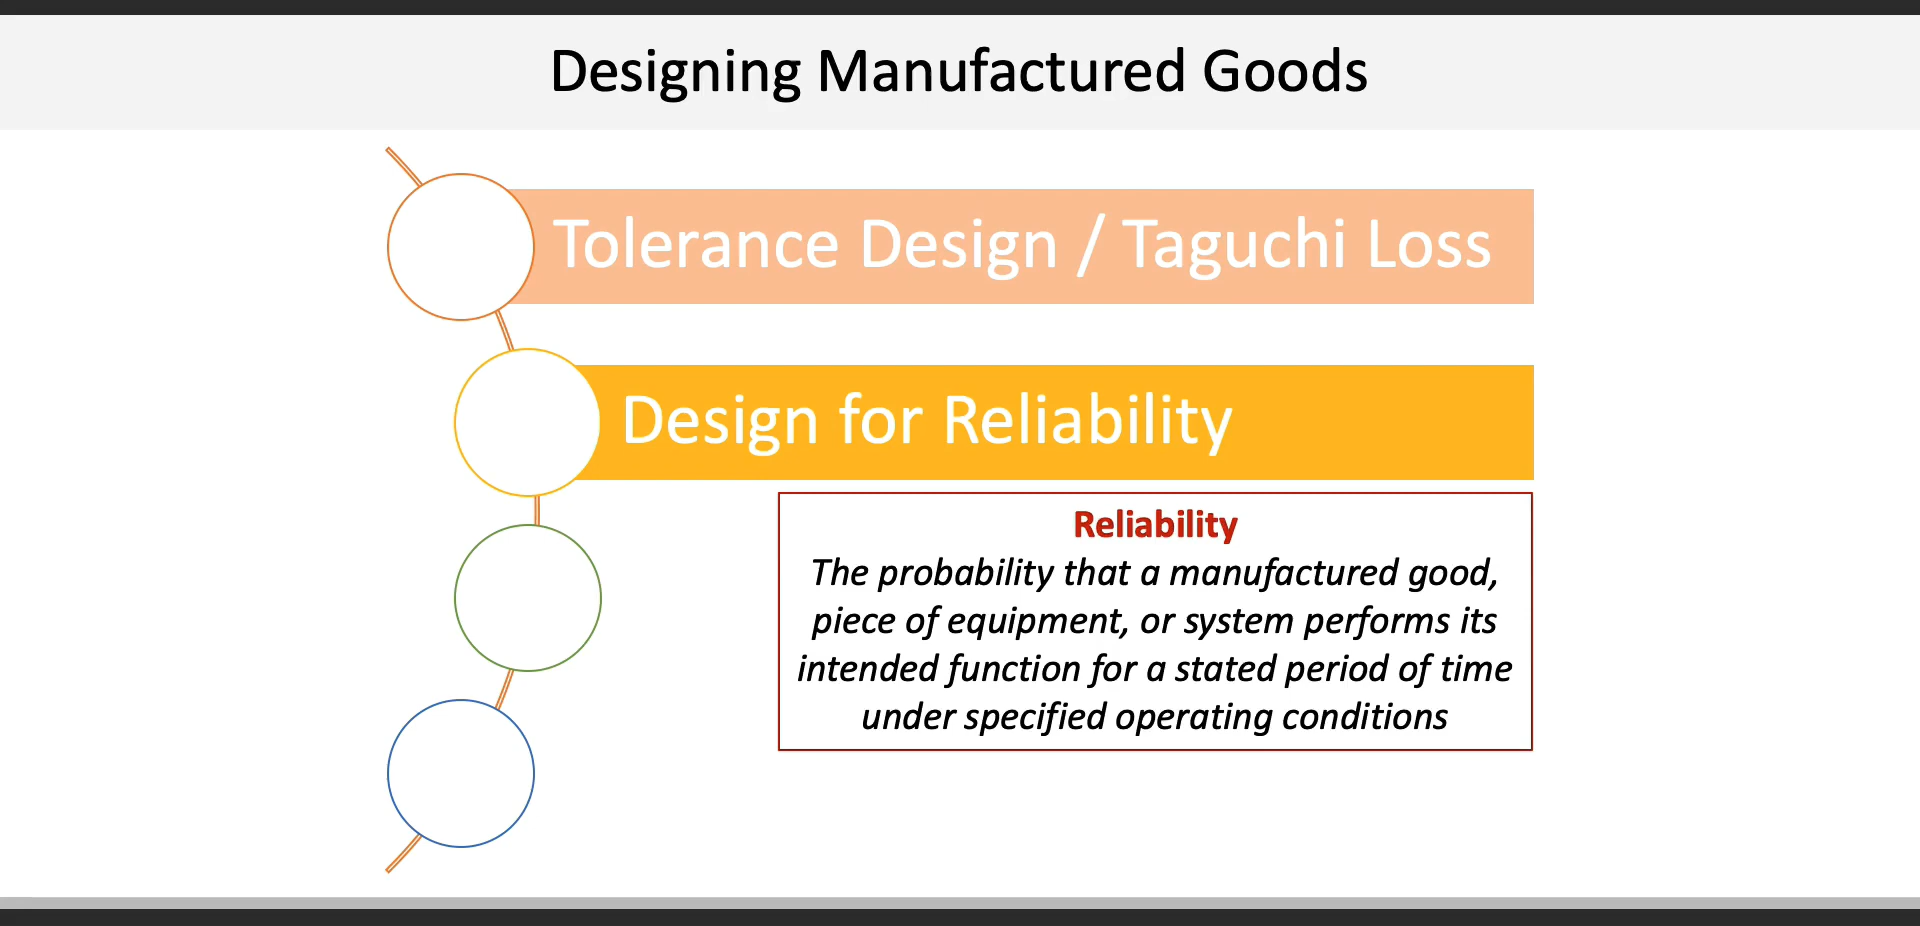 Designing Manufactured Goods
Tolerance Design / Taguchi Loss
Design for Reliability
Reliability
The probability that a manufactured good,
piece of equipment, or system performs its
intended function for a stated period of time
under specified operating conditions